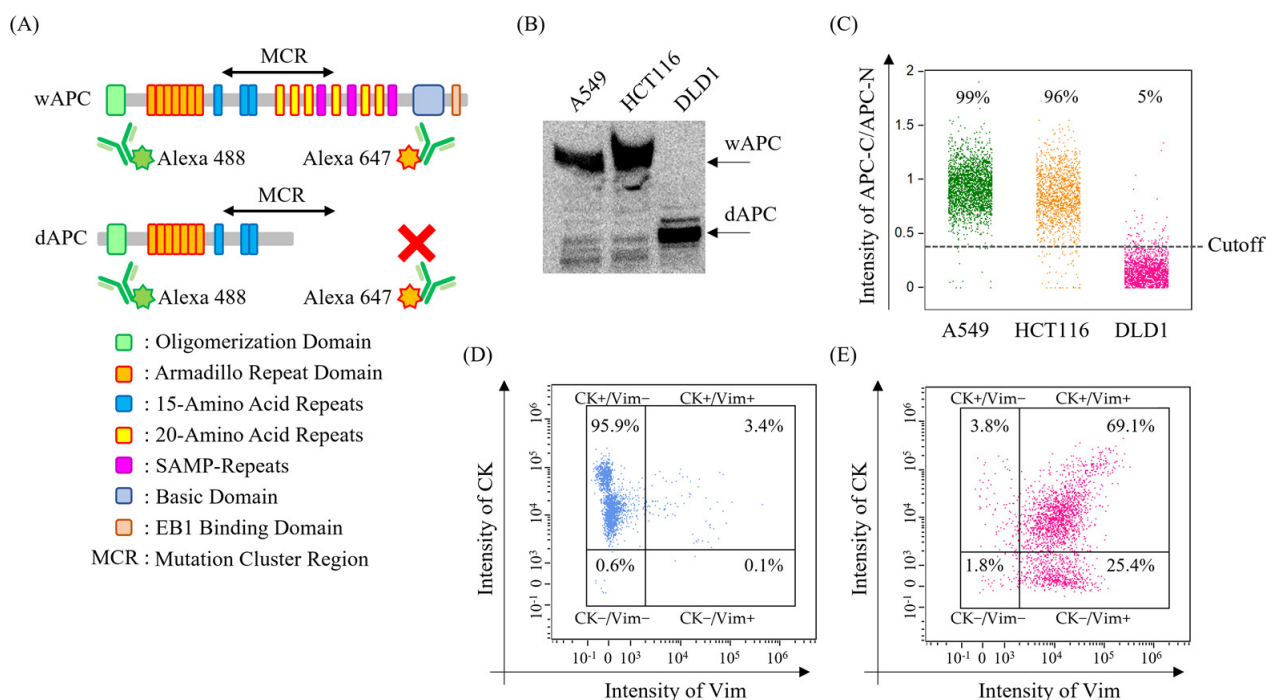 (A)
MCR
wAPC
Alexa 488
Alexa 647
MCR
dAPC
Alexa 488
Alexa 647
: Oligomerization Domain
: Armadillo Repeat Domain
: 15-Amino Acid Repeats
: 20-Amino Acid Repeats
: SAMP-Repeats
: Basic Domain
: EB1 Binding Domain
MCR : Mutation Cluster Region
(B)
A549
HCT116
DLD1
wAPC
dAPC
(C)
Intensity of APC-C/APC-N
2
1.5
1
0.5
0
99%
96%
5%
Cutoff
A549
HCT116
DLD1
(D)
Intensity of CK
CK+/Vim− CK+/Vim+
95.9% 3.4%
0.6% 0.1%
CK−/Vim− CK−/Vim+
10⁶
10⁵
10⁴
10³
0
10⁻¹
10⁻¹ 0 10³ 10⁴ 10⁵ 10⁶
Intensity of Vim
(E)
Intensity of CK
CK+/Vim− CK+/Vim+
3.8% 69.1%
1.8% 25.4%
CK−/Vim− CK−/Vim+
10⁶
10⁵
10⁴
10³
0
10⁻¹
10⁻¹ 0 10³ 10⁴ 10⁵ 10⁶
Intensity of Vim